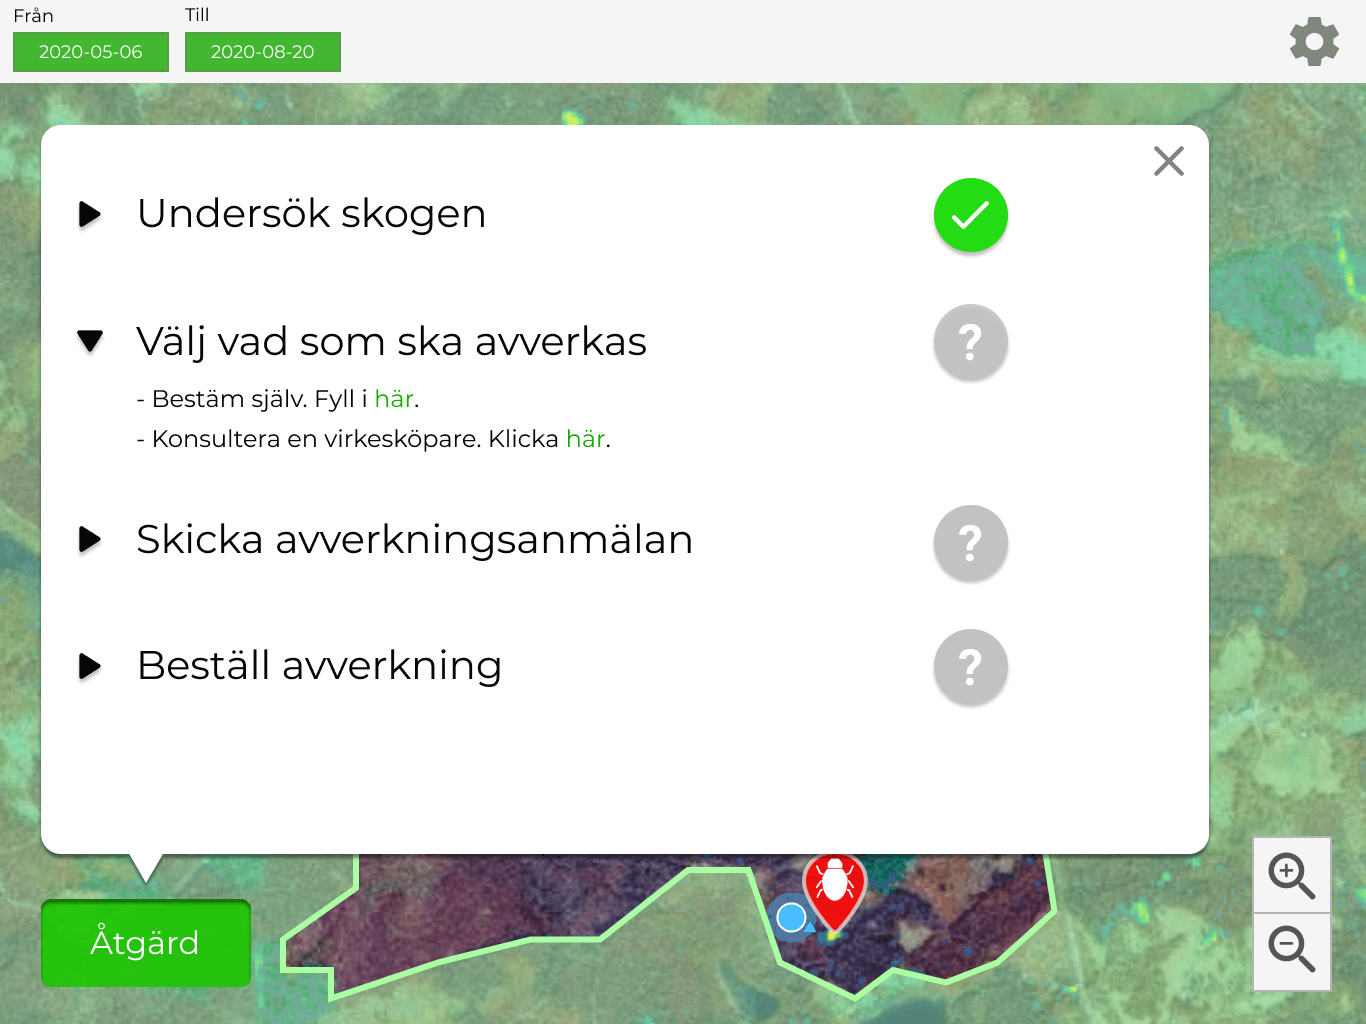 Från
Till
2020-05-06
2020-08-20
Undersök skogen
Välj vad som ska avverkas
?
- Bestäm själv. Fyll i här.
- Konsultera en virkesköpare. Klicka här.
Skicka avverkningsanmälan
?
Beställ avverkning
?
Åtgärd